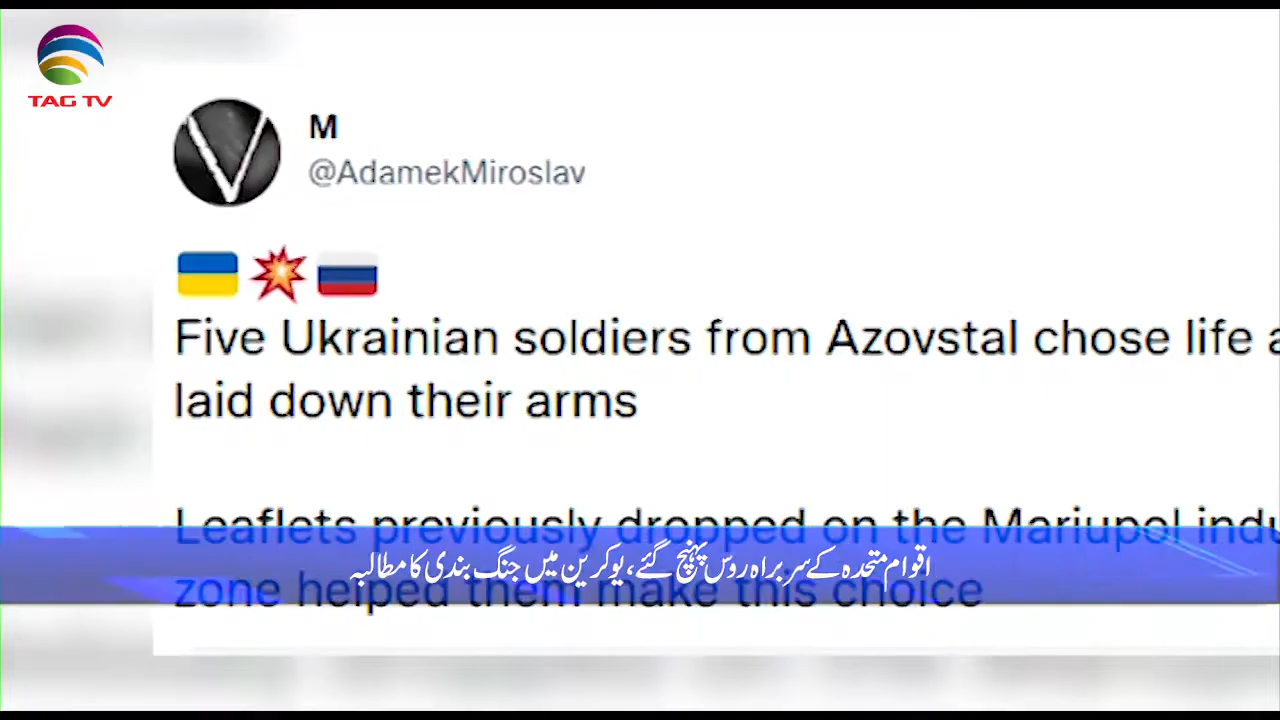 TAG TV
M
@AdamekMiroslav
🇺🇦💥🇷🇺
Five Ukrainian soldiers from Azovstal chose life
laid down their arms
Leaflets previously dropped on the Mariupol
اقوام متحدہ کے سربراہ روس پہنچ گئے، یوکرین میں جنگ بندی کا مطالبہ
zone helped them make this choice